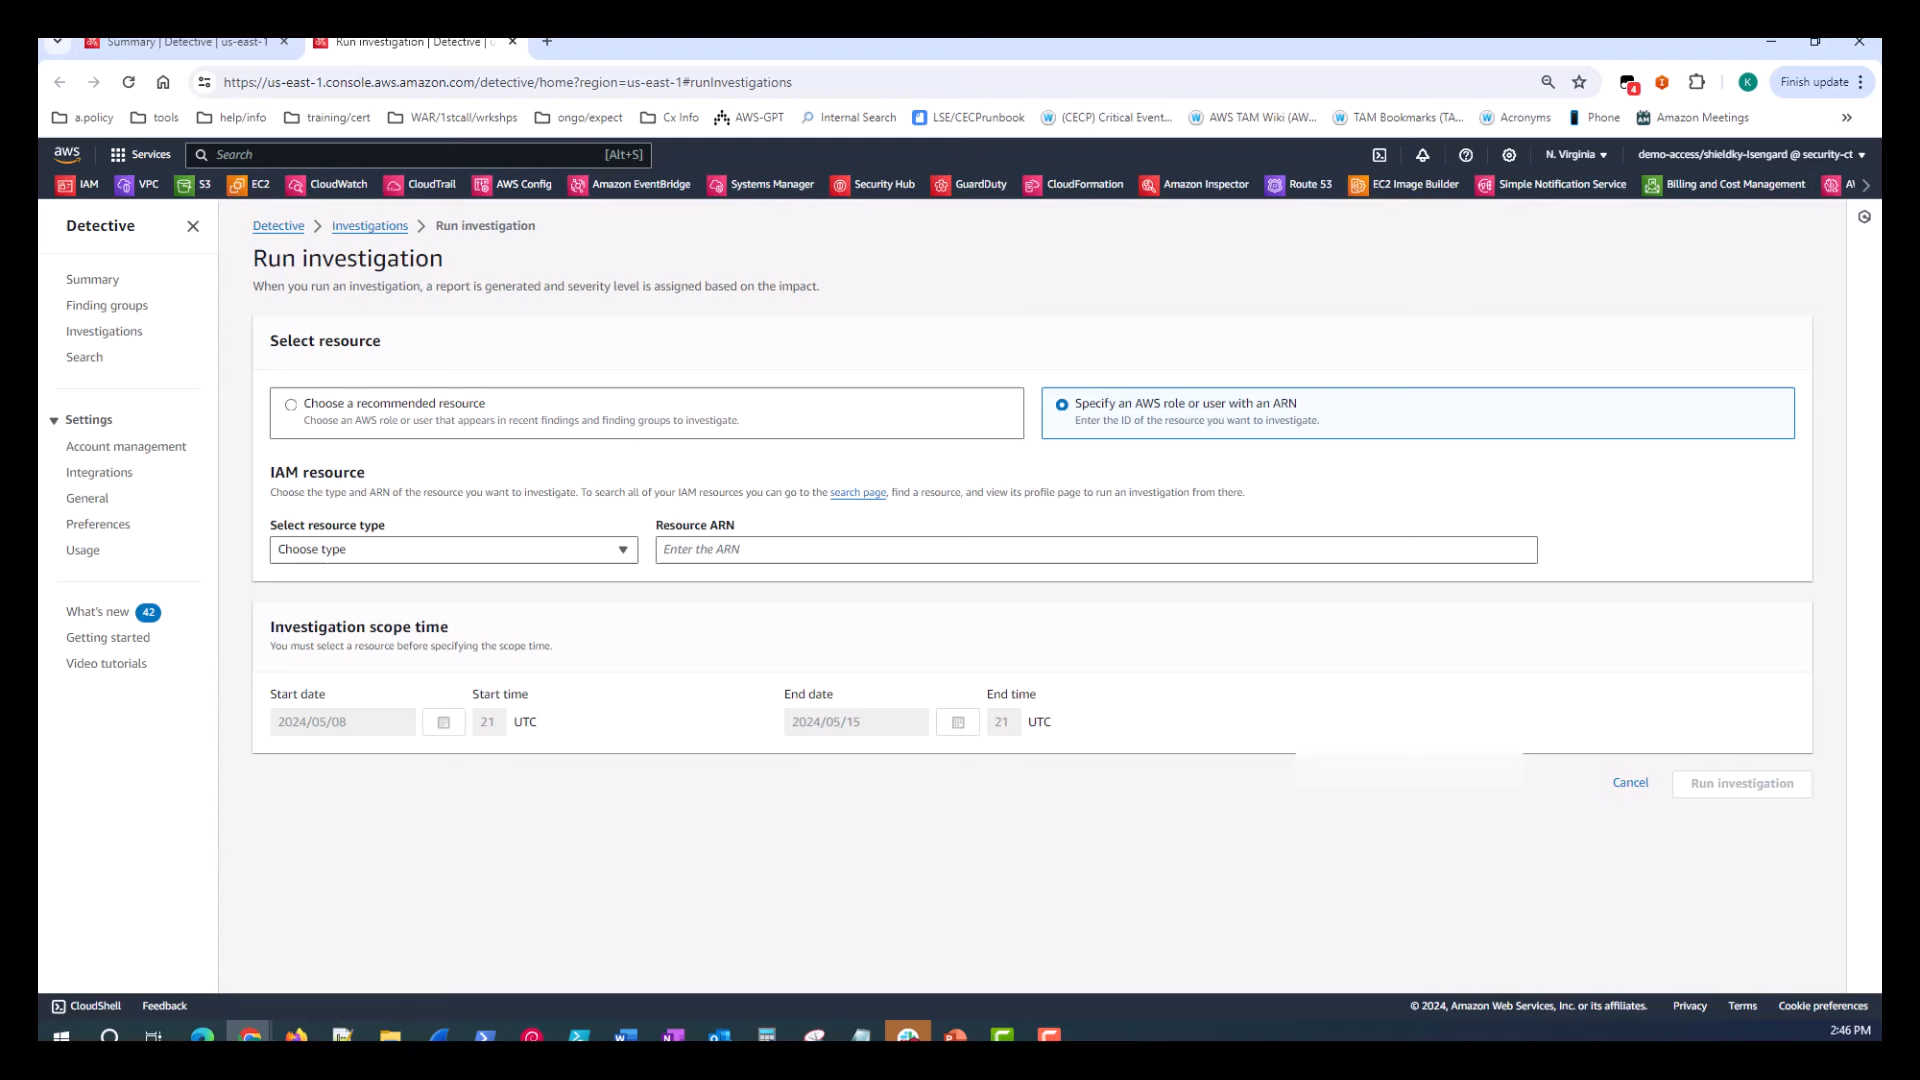 Summary | Detective | us-east-1
Run investigation | Detective | u
https://us-east-1.console.aws.amazon.com/detective/home?region=us-east-1#runInvestigations
4
K
Finish update
a.policy
tools
help/info
training/cert
WAR/1stcall/wrkshps
ongo/expect
Cx Info
AWS-GPT
Internal Search
LSE/CECPrunbook
(CECP) Critical Event...
AWS TAM Wiki (AW...
TAM Bookmarks (TA...
Acronyms
Phone
Amazon Meetings
aws
Services
Search
[Alt+S]
N. Virginia
demo-access/shieldky-Isengard @ security-ct
IAM
VPC
S3
EC2
CloudWatch
CloudTrail
AWS Config
Amazon EventBridge
Systems Manager
Security Hub
GuardDuty
CloudFormation
Amazon Inspector
Route 53
EC2 Image Builder
Simple Notification Service
Billing and Cost Management
Detective
Summary
Finding groups
Investigations
Search
Settings
Account management
Integrations
General
Preferences
Usage
What's new 42
Getting started
Video tutorials
Detective
Investigations
Run investigation
Run investigation
When you run an investigation, a report is generated and severity level is assigned based on the impact.
Select resource
Choose a recommended resource
Choose an AWS role or user that appears in recent findings and finding groups to investigate.
Specify an AWS role or user with an ARN
Enter the ID of the resource you want to investigate.
IAM resource
Choose the type and ARN of the resource you want to investigate. To search all of your IAM resources you can go to the search page, find a resource, and view its profile page to run an investigation from there.
Select resource type
Choose type
Resource ARN
Enter the ARN
Investigation scope time
You must select a resource before specifying the scope time.
Start date
Start time
End date
End time
2024/05/08
21
UTC
2024/05/15
21
UTC
Cancel
Run investigation
CloudShell
Feedback
© 2024, Amazon Web Services, Inc. or its affiliates.
Privacy
Terms
Cookie preferences
2:46 PM